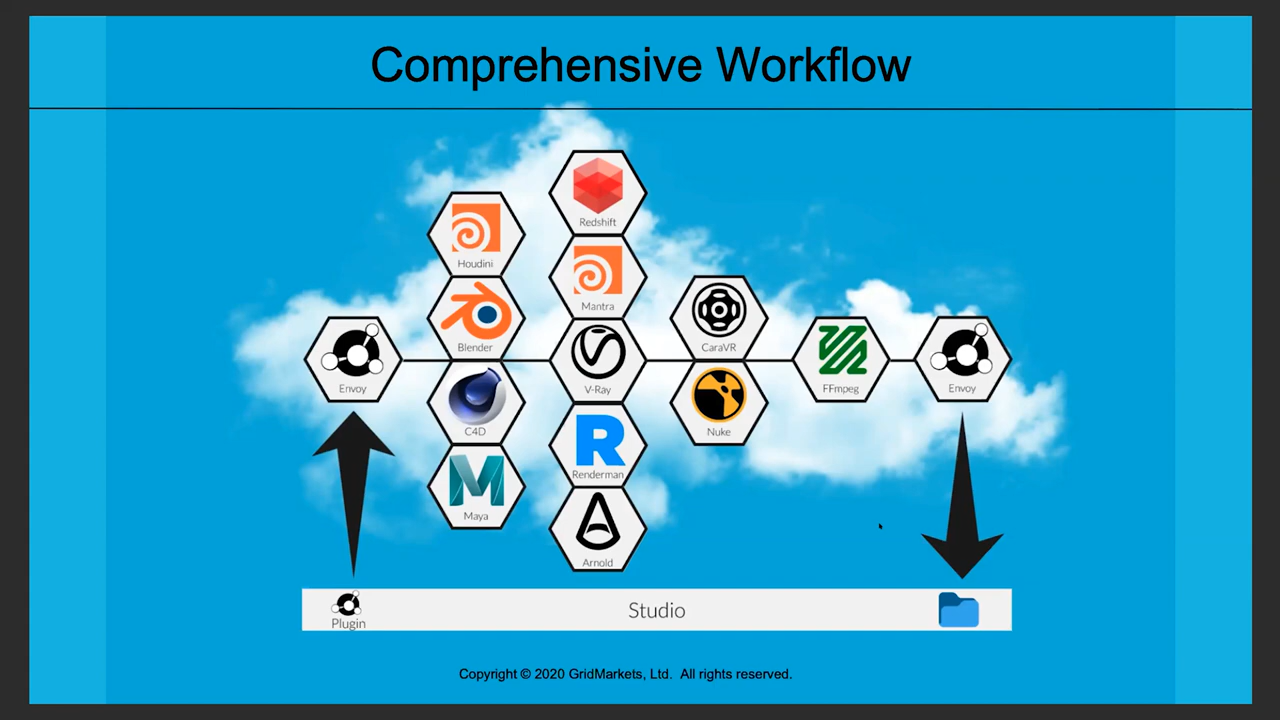 Comprehensive Workflow
Redshift
Houdini
Mantra
Blender
CaraVR
Envoy
V-Ray
FFmpeg
Envoy
C4D
Nuke
R
Renderman
M
Maya
Arnold
Plugin
Studio
Copyright © 2020 GridMarkets, Ltd.  All rights reserved.